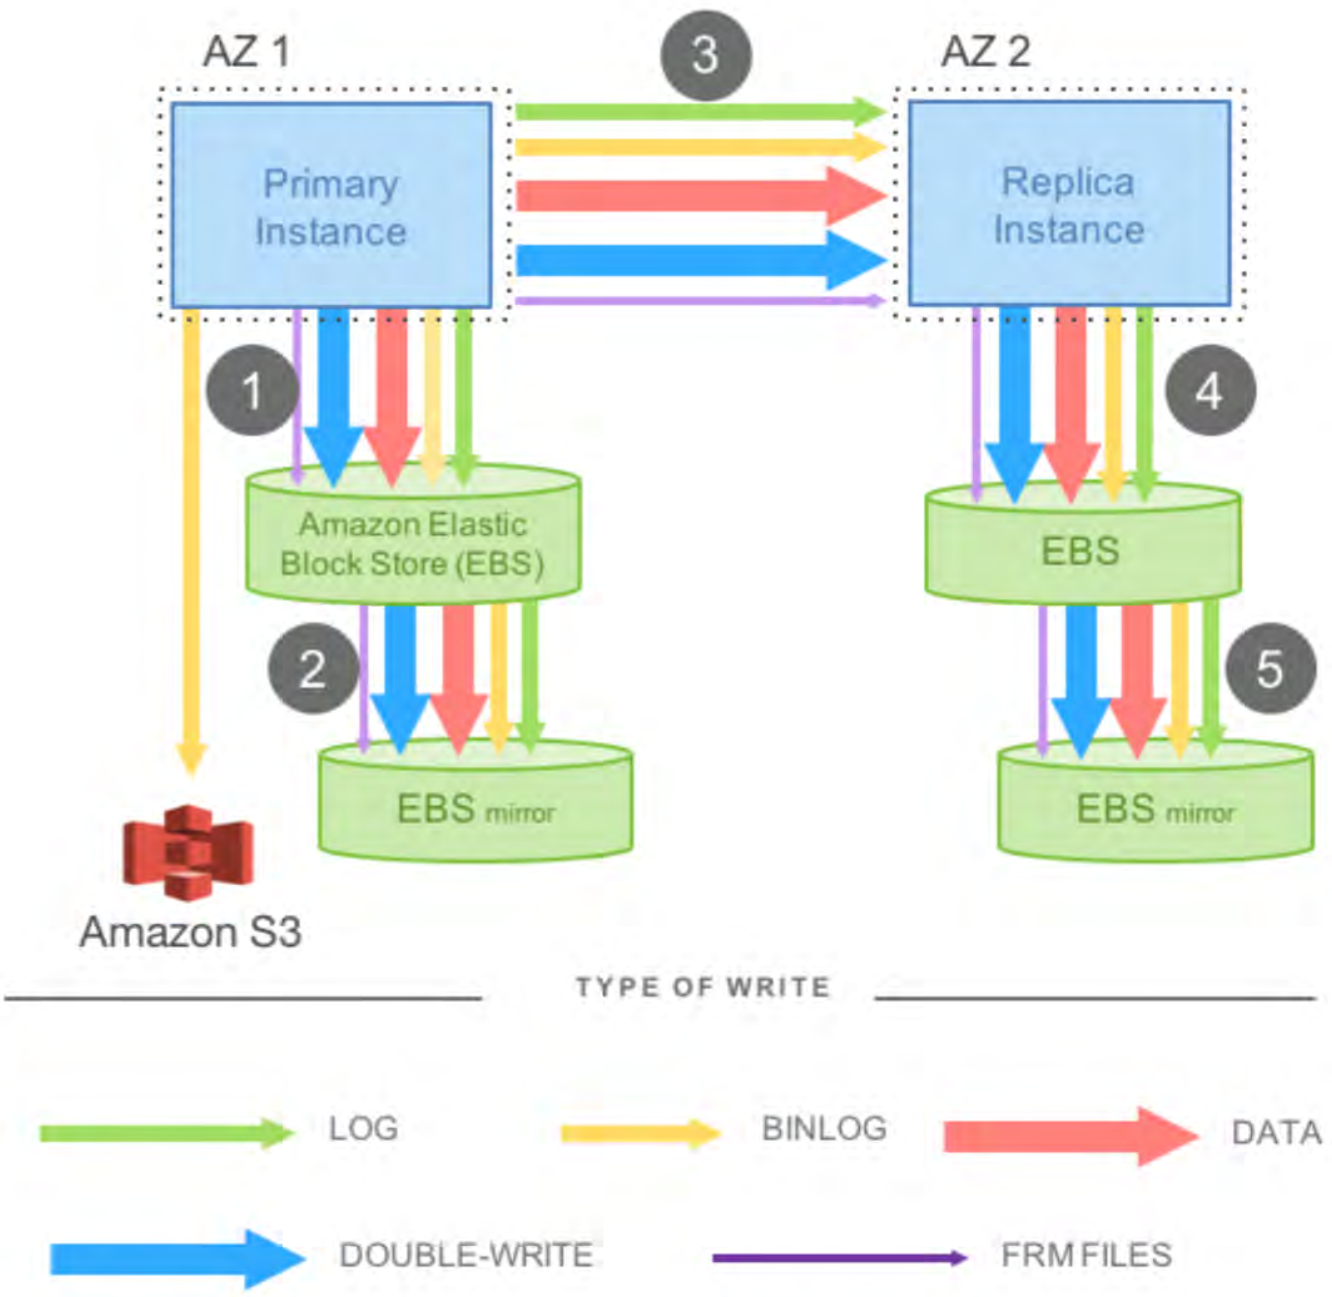 AZ 1
3
AZ 2
Primary
Instance
Replica
Instance
1
4
Amazon Elastic
Block Store (EBS)
EBS
2
5
EBS mirror
EBS mirror
Amazon S3
TYPE OF WRITE
LOG
BINLOG
DATA
DOUBLE-WRITE
FRM FILES